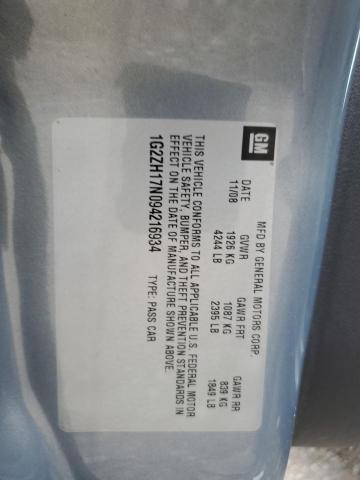 GM
MFD BY GENERAL MOTORS CORP.
DATE GVWR GAWR FRT GAWR RR
11/08 1926 KG 1087 KG 839 KG
4244 LB 2395 LB 1849 LB
THIS VEHICLE CONFORMS TO ALL APPLICABLE U.S. FEDERAL MOTOR
VEHICLE SAFETY, BUMPER, AND THEFT PREVENTION STANDARDS IN
EFFECT ON THE DATE OF MANUFACTURE SHOWN ABOVE.
1G2ZH17N094216934 TYPE: PASS CAR